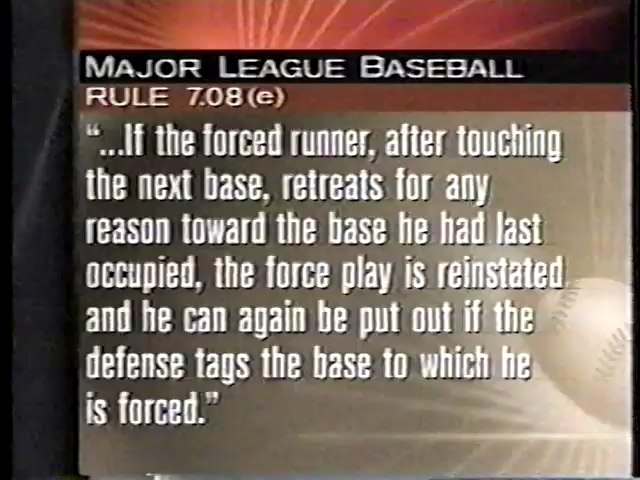 MAJOR LEAGUE BASEBALL
RULE 7.08(e)
“...If the forced runner, after touching
the next base, retreats for any
reason toward the base he had last
occupied, the force play is reinstated
and he can again be put out if the
defense tags the base to which he
is forced.”